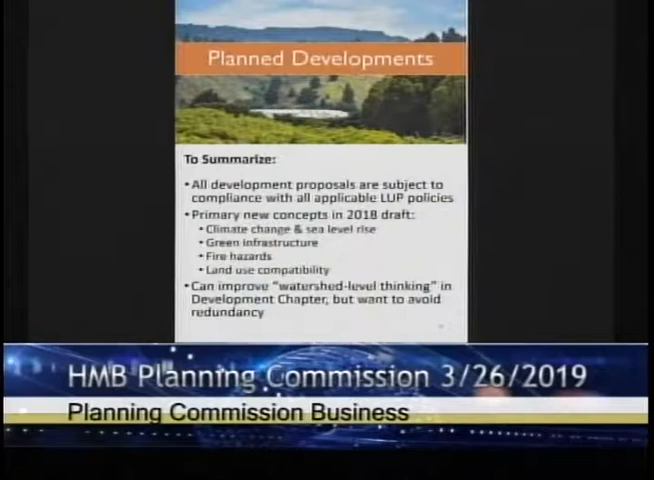 Planned Developments
To Summarize:
• All development proposals are subject to
compliance with all applicable LUP policies
• Primary new concepts in 2018 draft:
• Climate change & sea level rise
• Green infrastructure
• Fire hazards
• Land use compatibility
• Can improve "watershed-level thinking" in
Development Chapter, but want to avoid
redundancy
HMB Planning Commission 3/26/2019
Planning Commission Business